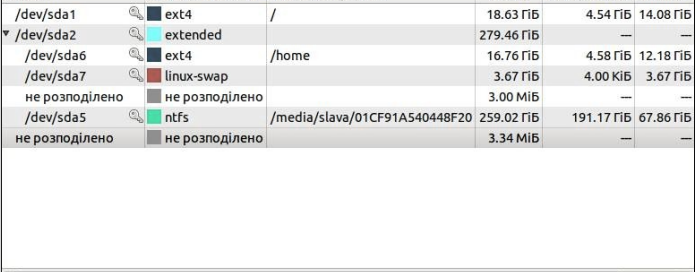 /dev/sda1 ext4 / 18.63 ГіБ 4.54 ГіБ 14.08 ГіБ
/dev/sda2 extended 279.46 ГіБ --- ---
/dev/sda6 ext4 /home 16.76 ГіБ 4.58 ГіБ 12.18 ГіБ
/dev/sda7 linux-swap 3.67 ГіБ 4.00 KiБ 3.67 ГіБ
не розподілено не розподілено 3.00 МіБ --- ---
/dev/sda5 ntfs /media/slava/01CF91A540448F20 259.02 ГіБ 191.17 ГіБ 67.86 ГіБ
не розподілено не розподілено 3.34 МіБ --- ---